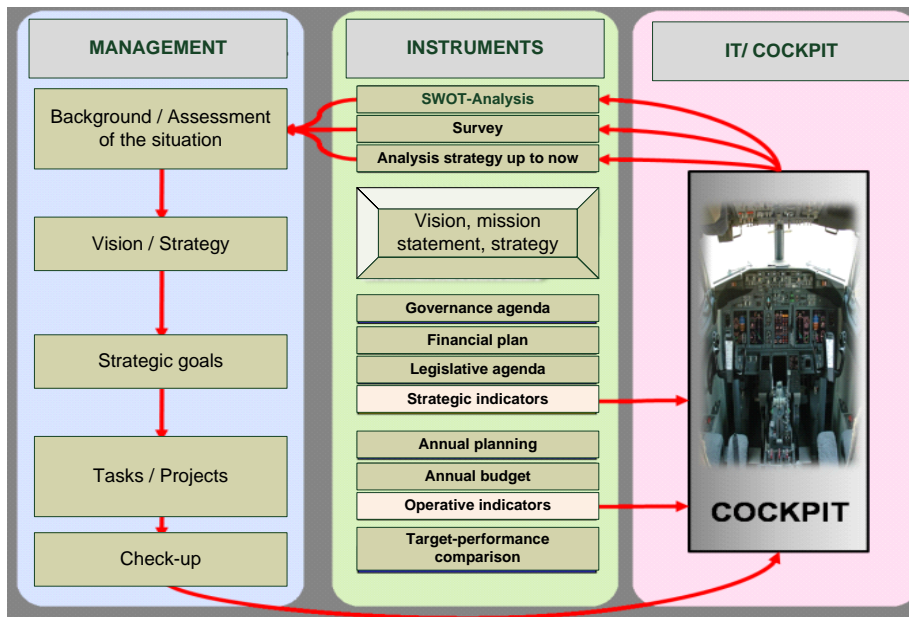 MANAGEMENT
Background / Assessment
of the situation
Vision / Strategy
Strategic goals
Tasks / Projects
Check-up
INSTRUMENTS
SWOT-Analysis
Survey
Analysis strategy up to now
Vision, mission
statement, strategy
Governance agenda
Financial plan
Legislative agenda
Strategic indicators
Annual planning
Annual budget
Operative indicators
Target-performance
comparison
IT/ COCKPIT
COCKPIT